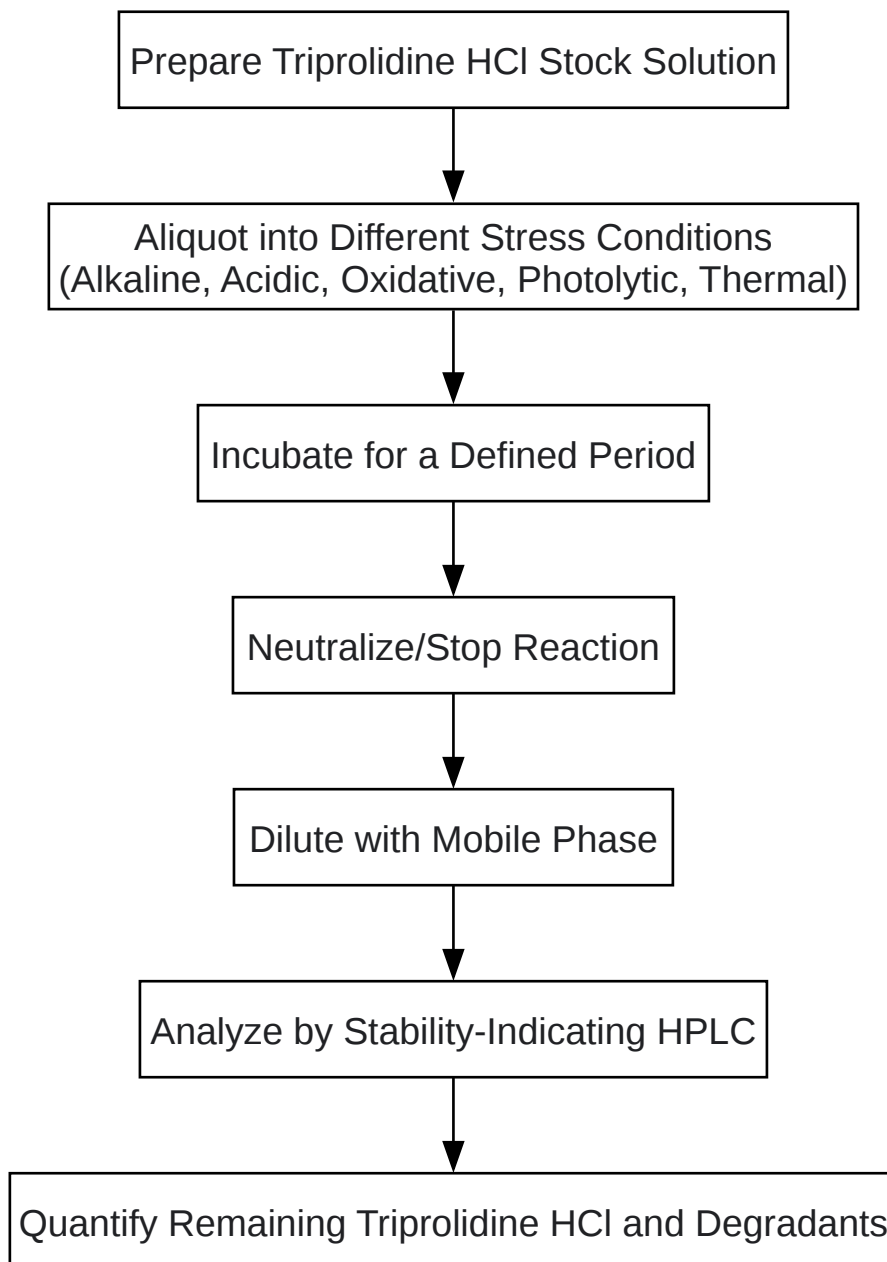 Prepare Triprolidine HCl Stock Solution
Aliquot into Different Stress Conditions
(Alkaline, Acidic, Oxidative, Photolytic, Thermal)
Incubate for a Defined Period
Neutralize/Stop Reaction
Dilute with Mobile Phase
Analyze by Stability-Indicating HPLC
Quantify Remaining Triprolidine HCl and Degradants